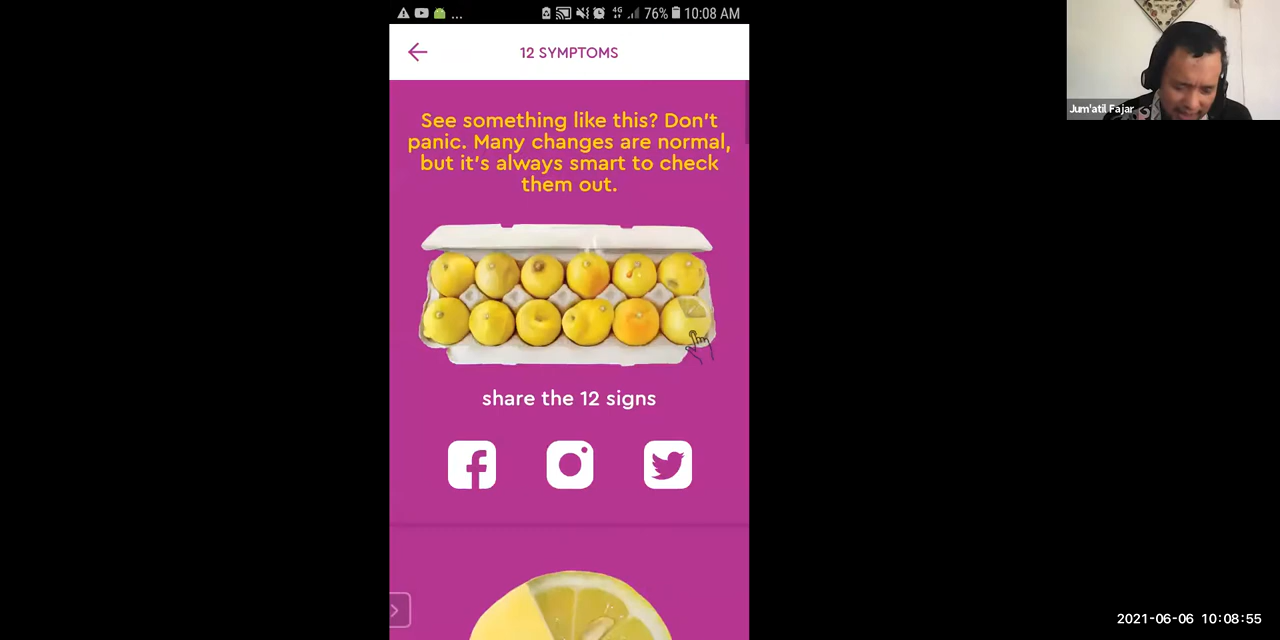 ... 4G 76% 10:08 AM
12 SYMPTOMS
See something like this? Don't
panic. Many changes are normal,
but it's always smart to check
them out.
share the 12 signs
Jum'atil Fajar
2021-06-06 10:08:55